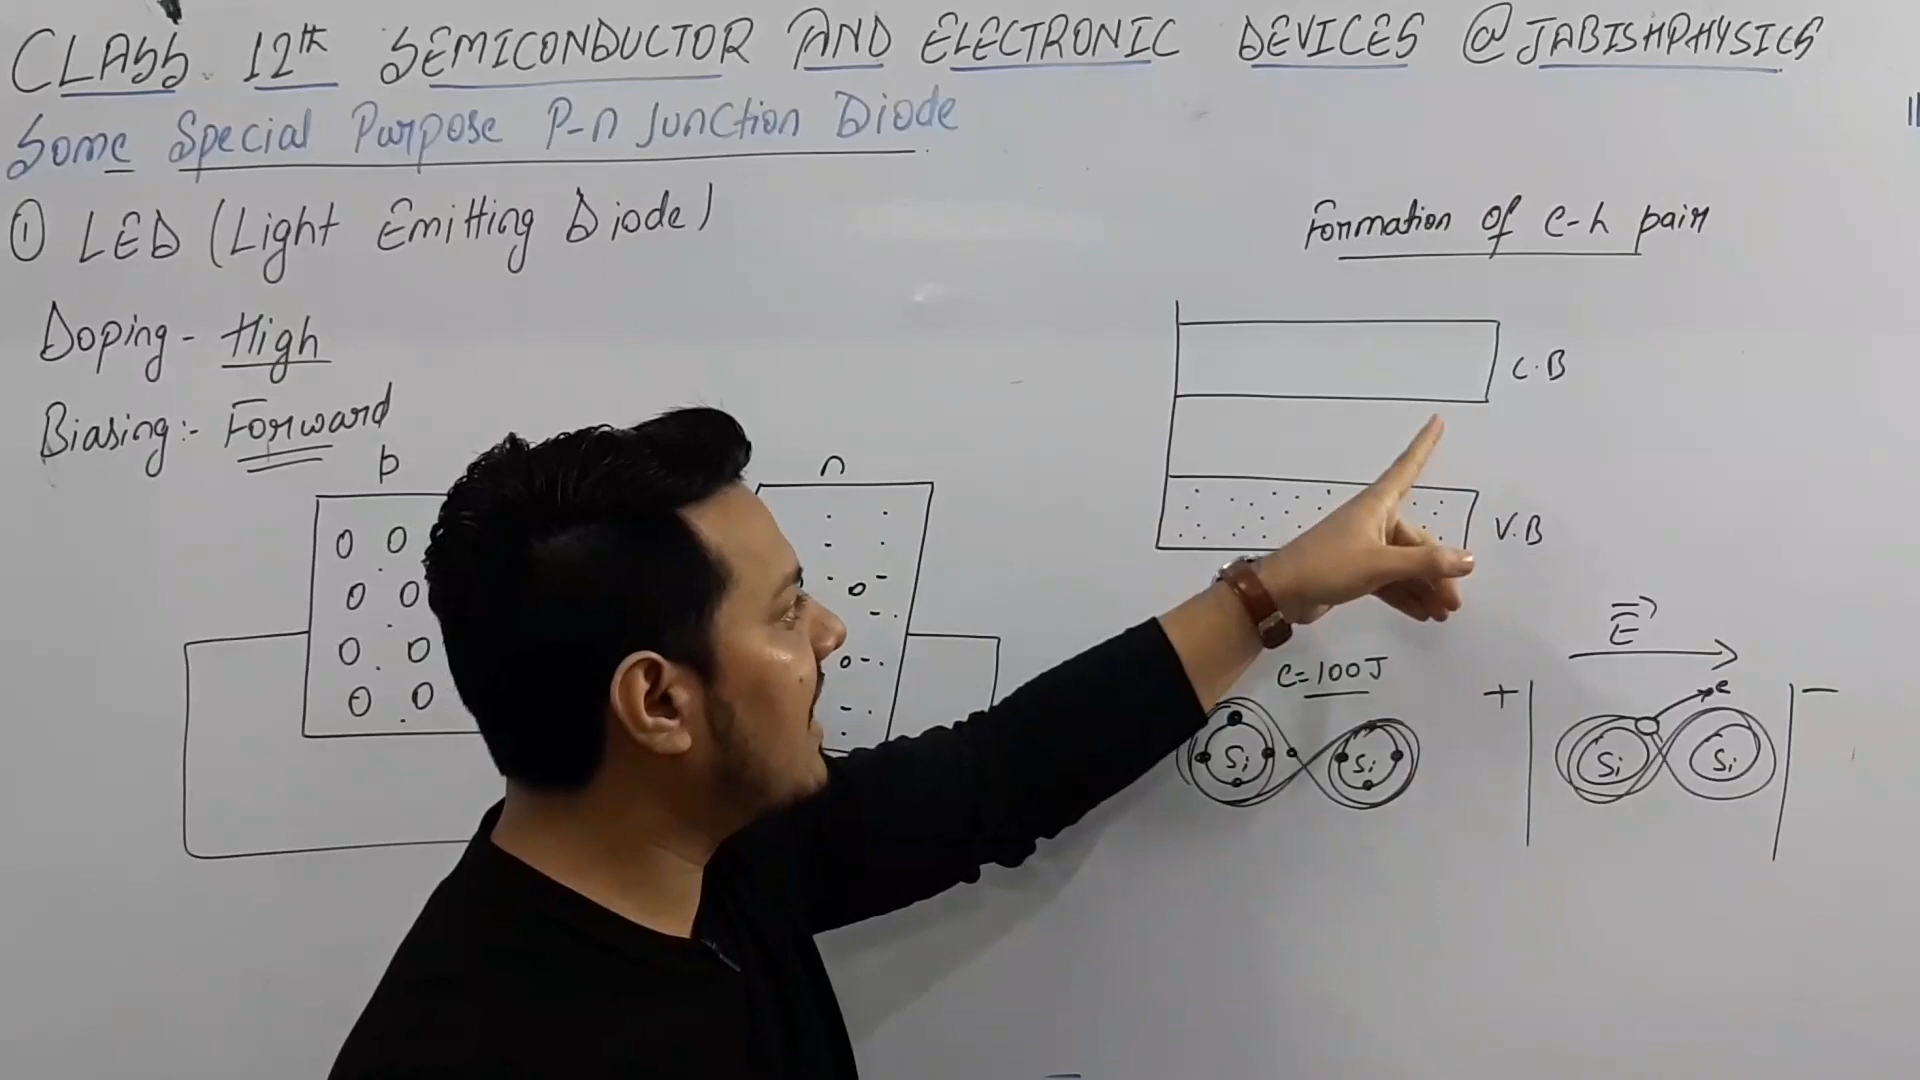 CLASS. 12th SEMICONDUCTOR AND ELECTRONIC DEVICES @JABISHPHYSICS
Some Special Purpose P-n Junction Diode
① LED (Light Emitting Diode)
Doping - High
Biasing:- Forward
p
n
Formation of e-h pair
C.B
V.B
e=100J
Si
Si
E
+
e
−
Si
Si